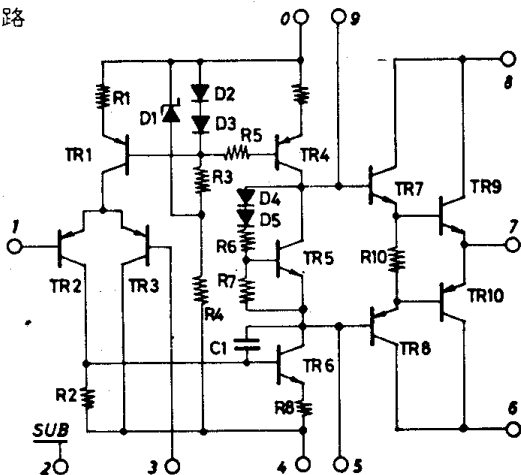 路
0 9
8
R1
D1
D2
D3
R5
TR1
TR4
R3
D4
TR7
TR9
1
D5
7
R6
TR5
R10
TR2
TR3
R7
TR10
R4
C1
TR8
TR6
R2
R8
SUB
6
2
3
4
5